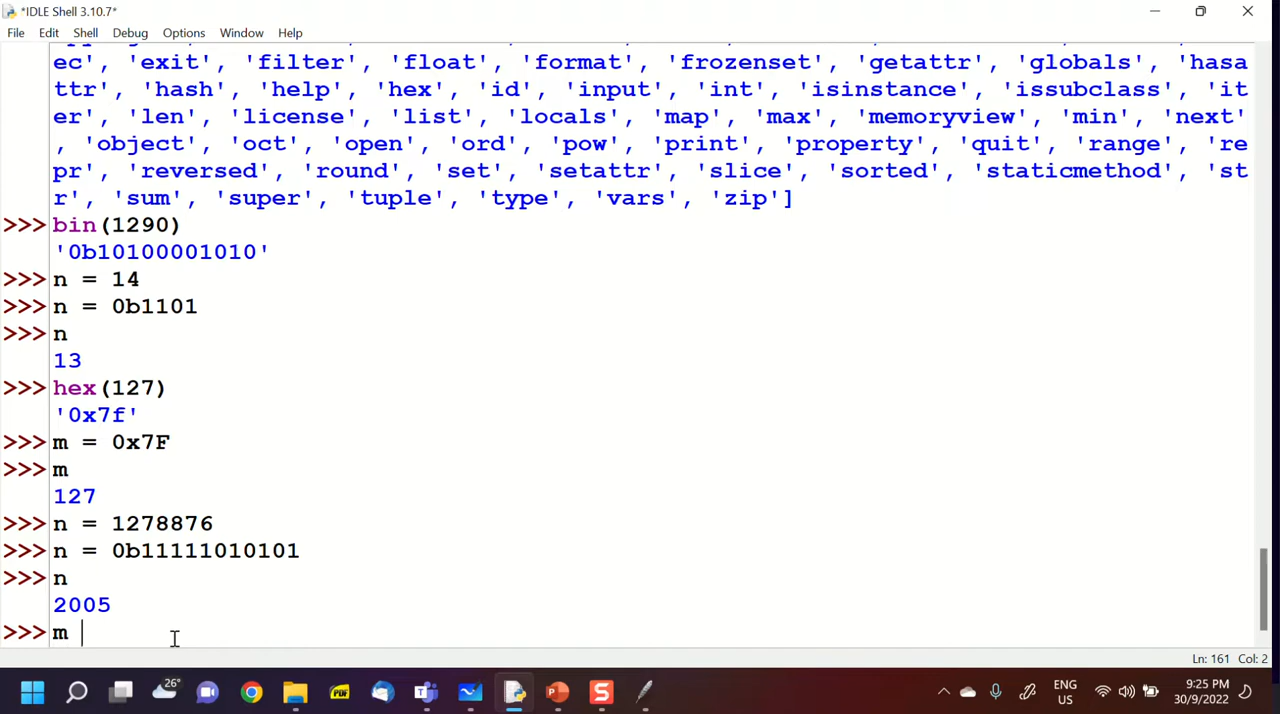 *IDLE Shell 3.10.7*
File Edit Shell Debug Options Window Help
ec', 'exit', 'filter', 'float', 'format', 'frozenset', 'getattr', 'globals', 'hasa
ttr', 'hash', 'help', 'hex', 'id', 'input', 'int', 'isinstance', 'issubclass', 'it
er', 'len', 'license', 'list', 'locals', 'map', 'max', 'memoryview', 'min', 'next'
, 'object', 'oct', 'open', 'ord', 'pow', 'print', 'property', 'quit', 'range', 're
pr', 'reversed', 'round', 'set', 'setattr', 'slice', 'sorted', 'staticmethod', 'st
r', 'sum', 'super', 'tuple', 'type', 'vars', 'zip']
>>> bin(1290)
'0b10100001010'
>>> n = 14
>>> n = 0b1101
>>> n
13
>>> hex(127)
'0x7f'
>>> m = 0x7F
>>> m
127
>>> n = 1278876
>>> n = 0b11111010101
>>> n
2005
>>> m
Ln: 161 Col: 2
26°
PDF
ENG
US
9:25 PM
30/9/2022